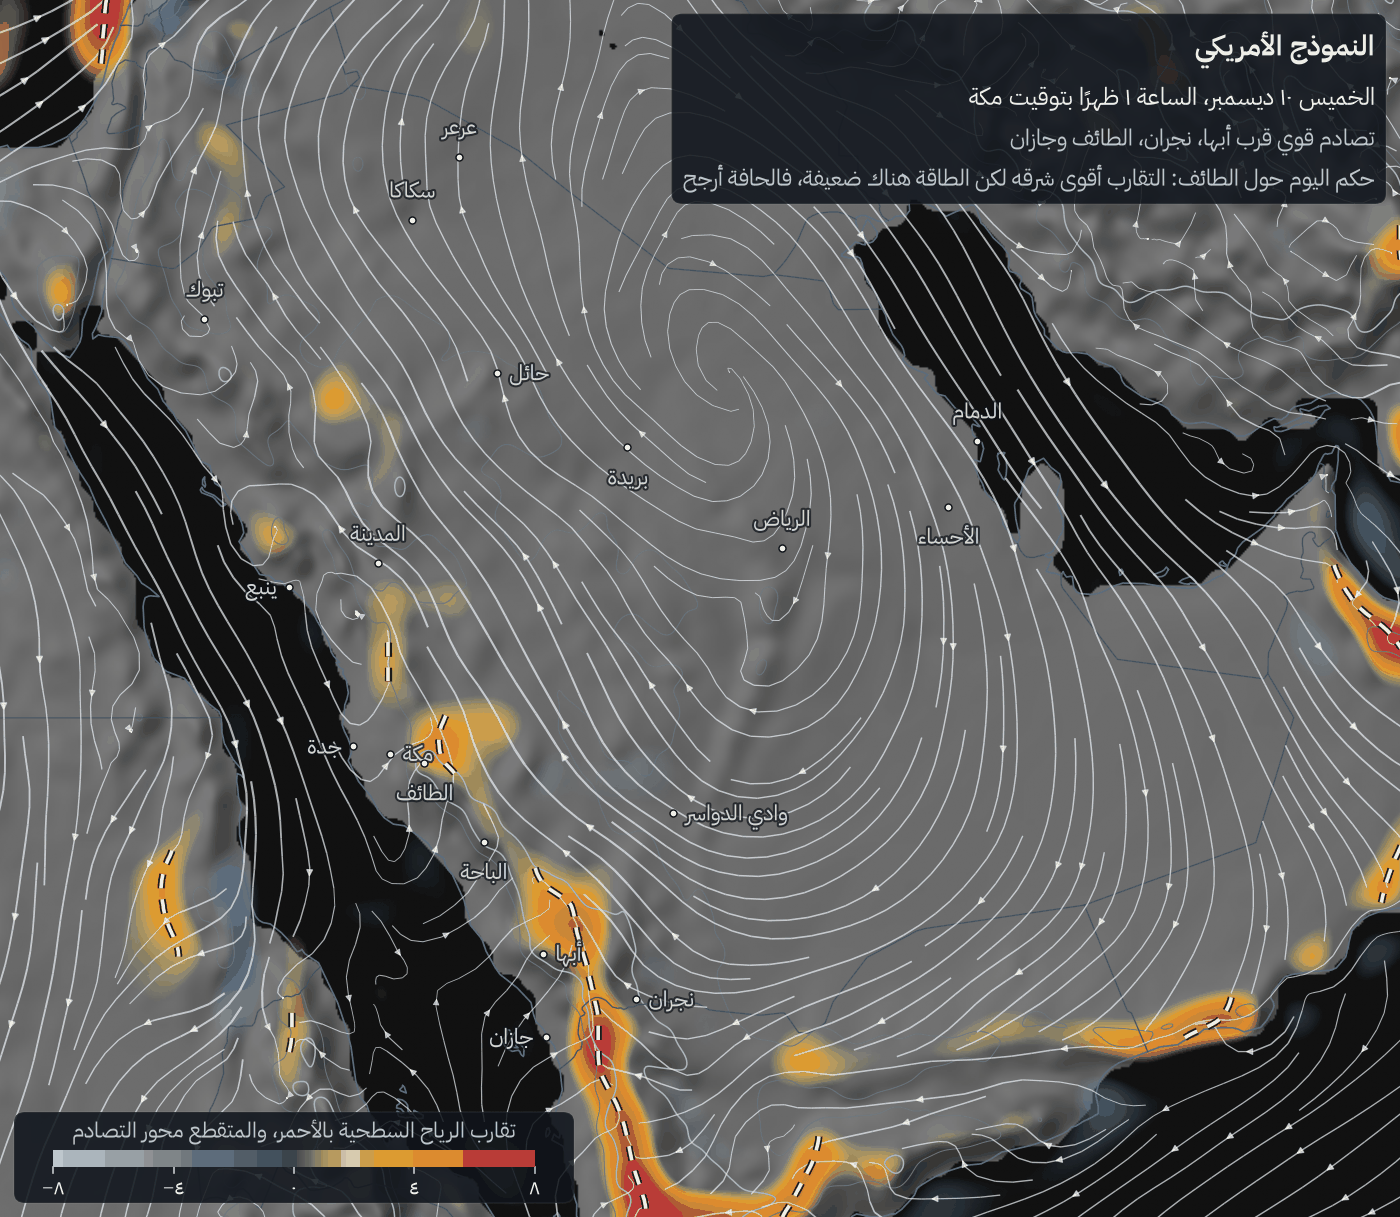 النموذج الأمريكي
الخميس ١٠ ديسمبر، الساعة ١ ظهرًا بتوقيت مكة
تصادم قوي قرب أبها، نجران، الطائف وجازان
حكم اليوم حول الطائف: التقارب أقوى شرقه لكن الطاقة هناك ضعيفة، فالحافة أرجح
عرعر
سكاكا
تبوك
حائل
الدمام
بريدة
الرياض
الأحساء
المدينة
ينبع
جدة
مكة
الطائف
وادي الدواسر
الباحة
أبها
نجران
جازان
تقارب الرياح السطحية بالأحمر، والمتقطع محور التصادم
−٨ −٤ ٠ ٤ ٨